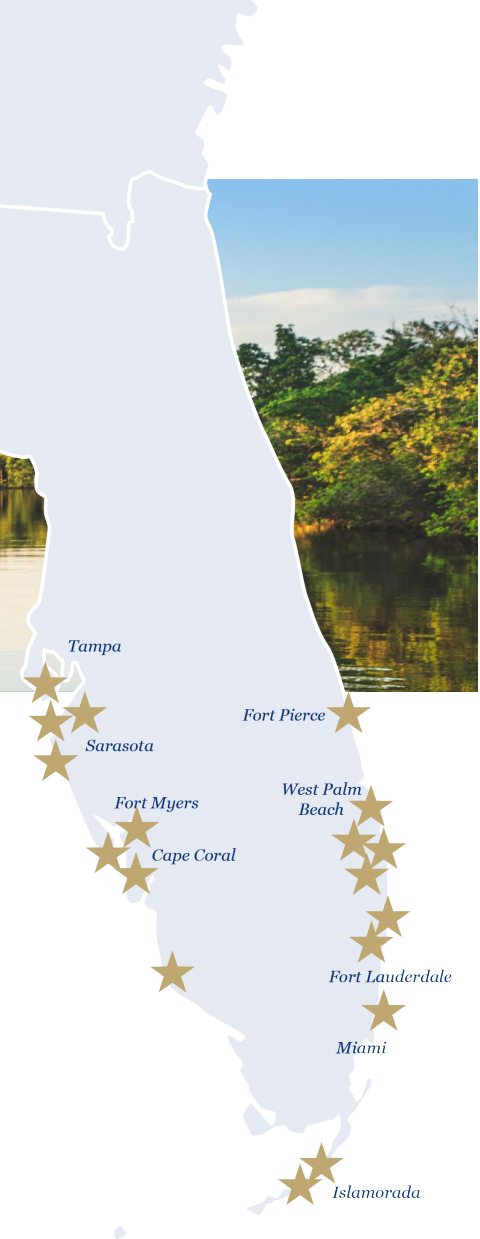 Tampa
Fort Pierce
Sarasota
West Palm
Beach
Fort Myers
Cape Coral
Fort Lauderdale
Miami
Islamorada